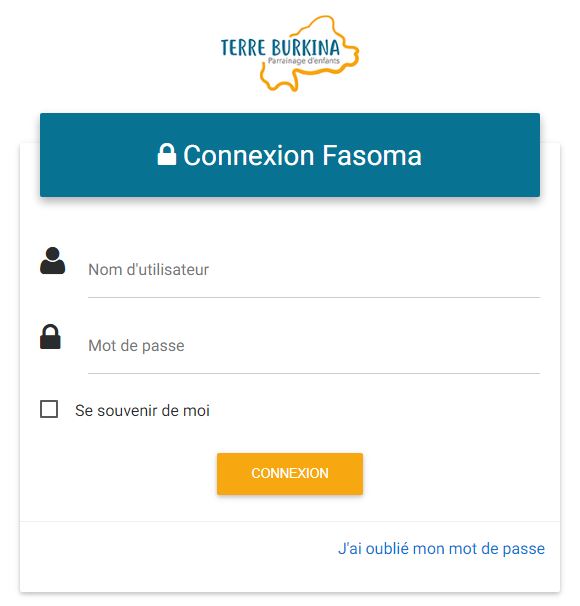 TERRE BURKINA
Parrainage d'enfants
Connexion Fasoma
Nom d'utilisateur
Mot de passe
Se souvenir de moi
CONNEXION
J'ai oublié mon mot de passe